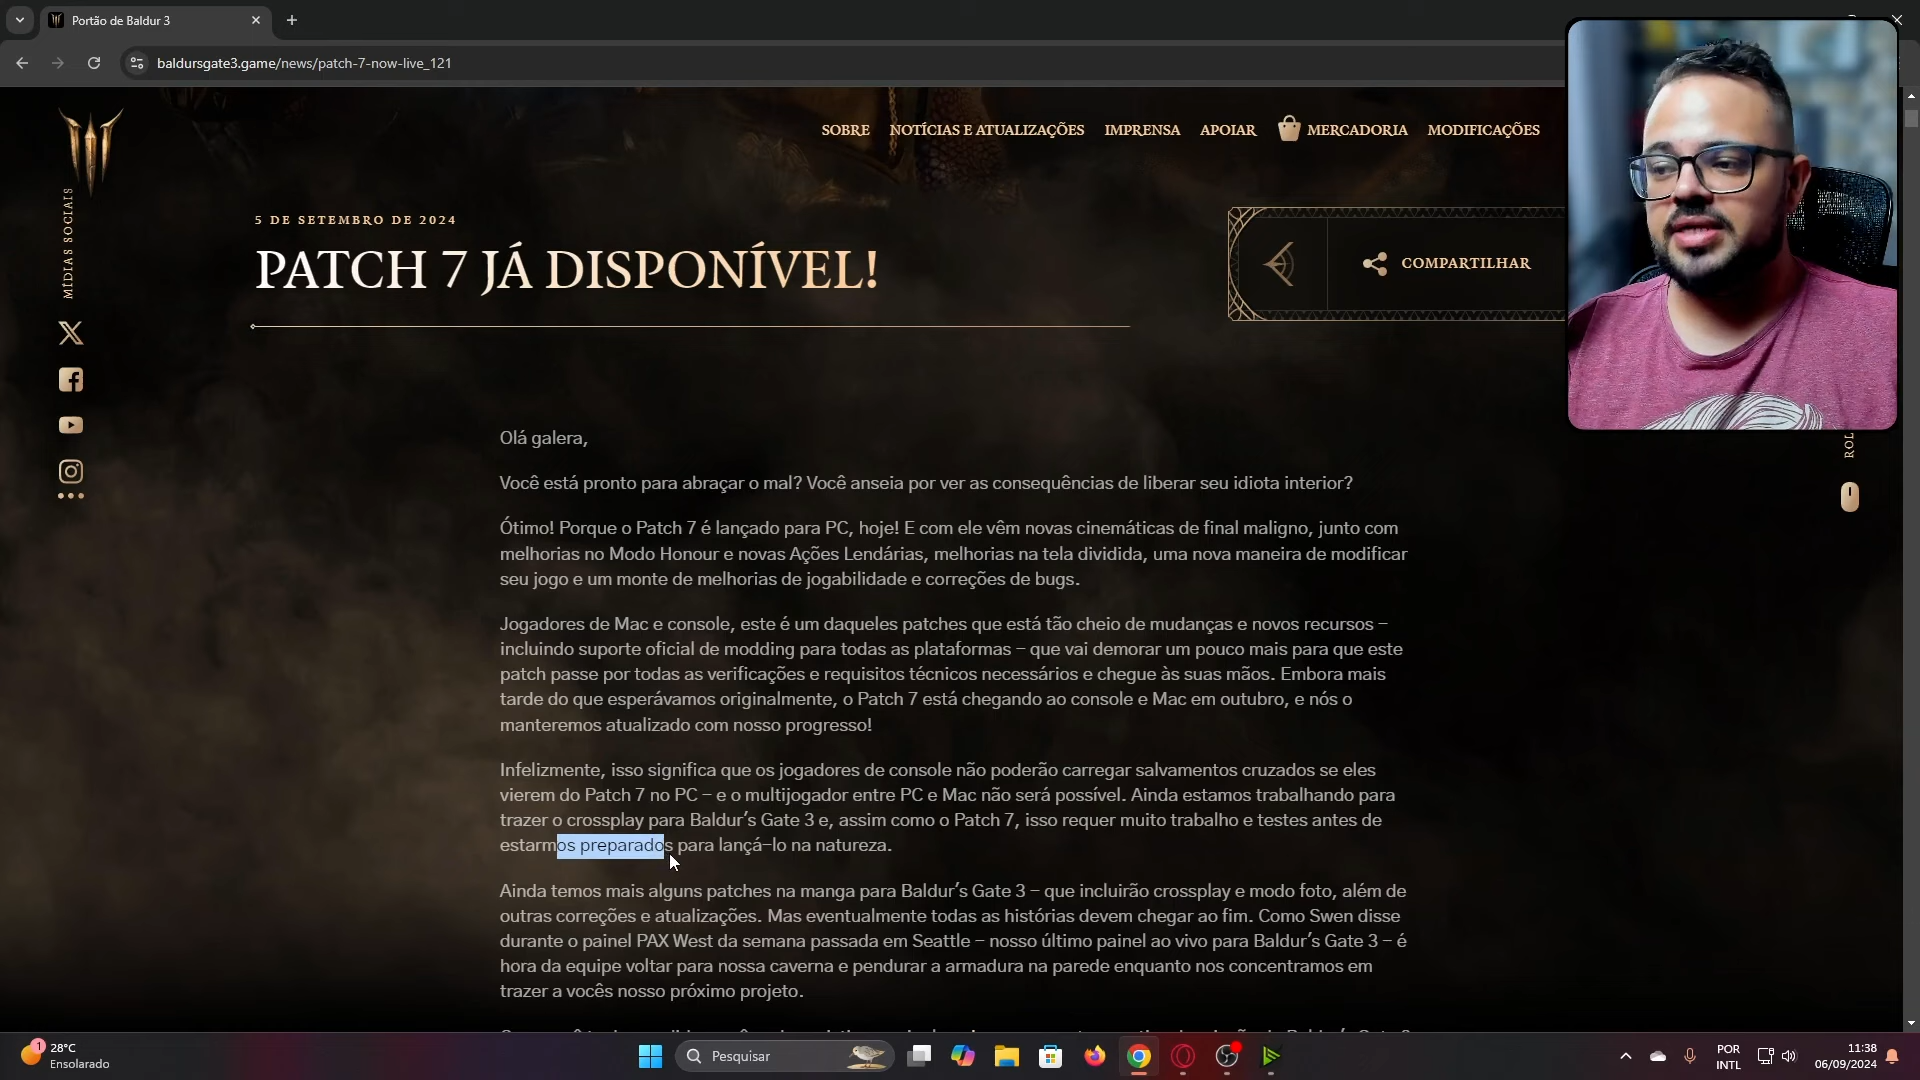 Portão de Baldur 3
baldursgate3.game/news/patch-7-now-live_121
SOBRE NOTÍCIAS E ATUALIZAÇÕES IMPRENSA APOIAR MERCADORIA MODIFICAÇÕES
MÍDIAS SOCIAIS
5 DE SETEMBRO DE 2024
PATCH 7 JÁ DISPONÍVEL!
COMPARTILHAR
ROL
Olá galera,
Você está pronto para abraçar o mal? Você anseia por ver as consequências de liberar seu idiota interior?
Ótimo! Porque o Patch 7 é lançado para PC, hoje! E com ele vêm novas cinemáticas de final maligno, junto com
melhorias no Modo Honour e novas Ações Lendárias, melhorias na tela dividida, uma nova maneira de modificar
seu jogo e um monte de melhorias de jogabilidade e correções de bugs.
Jogadores de Mac e console, este é um daqueles patches que está tão cheio de mudanças e novos recursos –
incluindo suporte oficial de modding para todas as plataformas – que vai demorar um pouco mais para que este
patch passe por todas as verificações e requisitos técnicos necessários e chegue às suas mãos. Embora mais
tarde do que esperávamos originalmente, o Patch 7 está chegando ao console e Mac em outubro, e nós o
manteremos atualizado com nosso progresso!
Infelizmente, isso significa que os jogadores de console não poderão carregar salvamentos cruzados se eles
vierem do Patch 7 no PC – e o multijogador entre PC e Mac não será possível. Ainda estamos trabalhando para
trazer o crossplay para Baldur's Gate 3 e, assim como o Patch 7, isso requer muito trabalho e testes antes de
estarmos preparados para lançá-lo na natureza.
Ainda temos mais alguns patches na manga para Baldur's Gate 3 – que incluirão crossplay e modo foto, além de
outras correções e atualizações. Mas eventualmente todas as histórias devem chegar ao fim. Como Swen disse
durante o painel PAX West da semana passada em Seattle – nosso último painel ao vivo para Baldur's Gate 3 – é
hora da equipe voltar para nossa caverna e pendurar a armadura na parede enquanto nos concentramos em
trazer a vocês nosso próximo projeto.
1
28°C
Ensolarado
Pesquisar
POR
INTL
11:38
06/09/2024